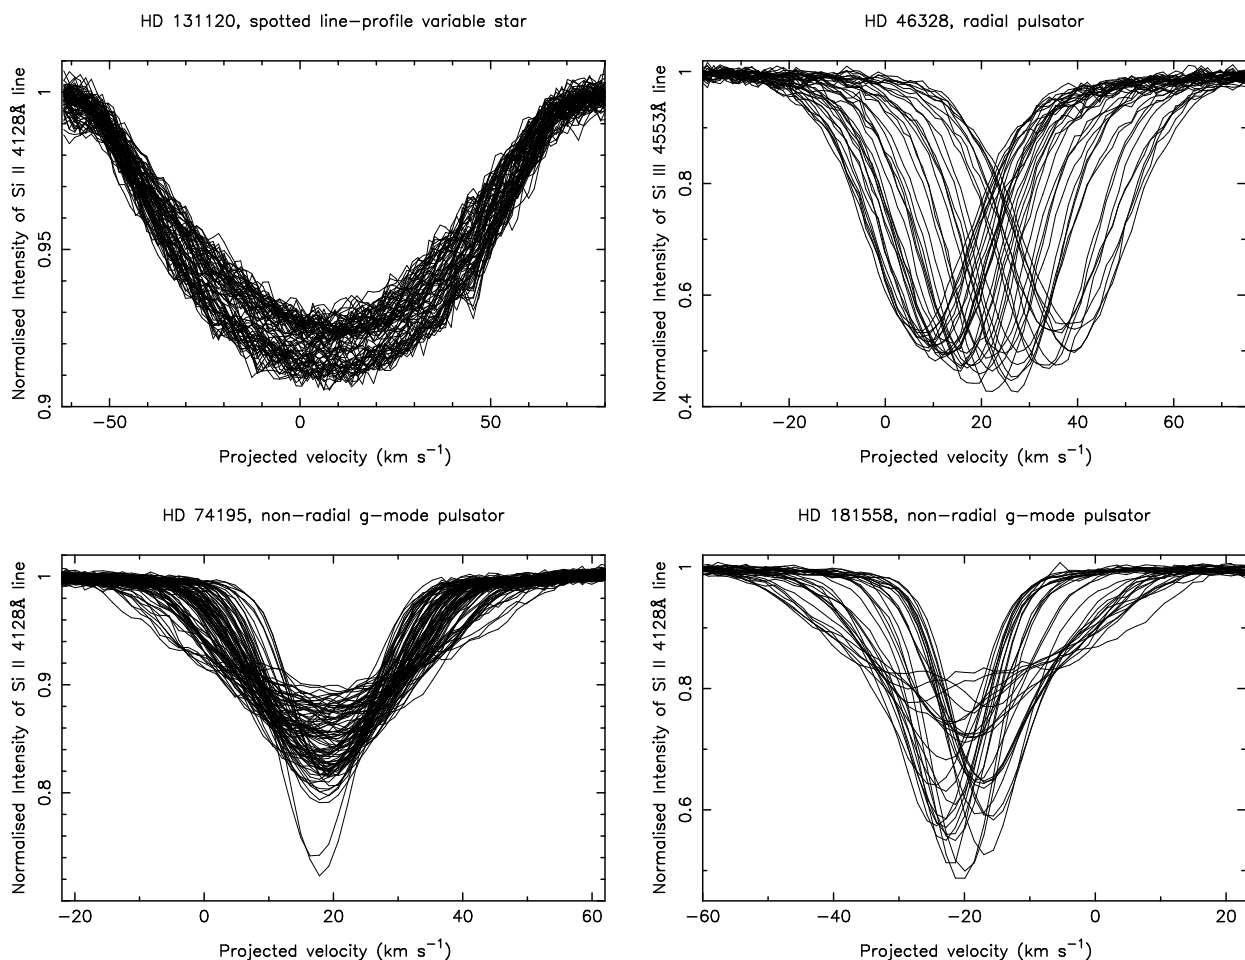 HD 131120, spotted line-profile variable star
Normalised Intensity of Si II 4128Å line
1
0.95
0.9
−50 0 50
Projected velocity (km s⁻¹)
HD 46328, radial pulsator
Normalised Intensity of Si III 4553Å line
1
0.8
0.6
0.4
−20 0 20 40 60
Projected velocity (km s⁻¹)
HD 74195, non-radial g-mode pulsator
Normalised Intensity of Si II 4128Å line
1
0.9
0.8
−20 0 20 40 60
Projected velocity (km s⁻¹)
HD 181558, non-radial g-mode pulsator
Normalised Intensity of Si II 4128Å line
1
0.8
0.6
−60 −40 −20 0 20
Projected velocity (km s⁻¹)